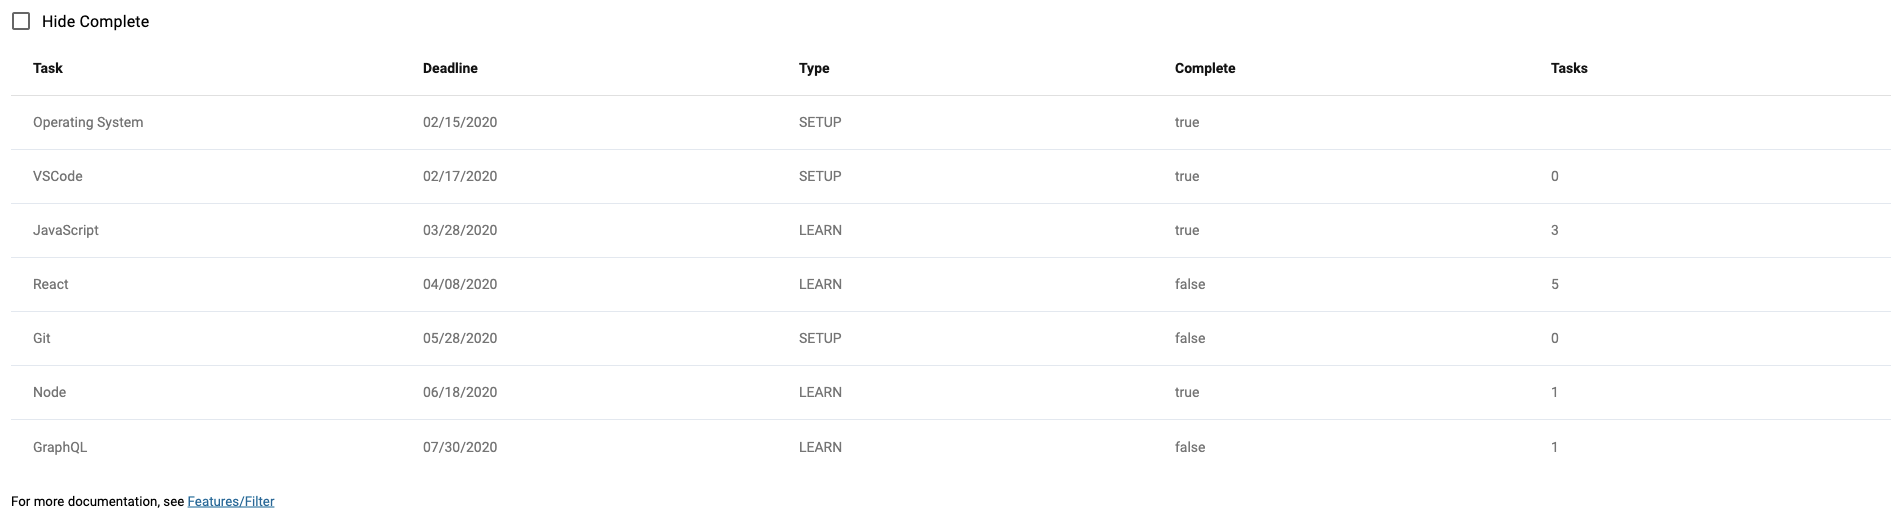 Hide Complete
Task Deadline Type Complete Tasks
Operating System 02/15/2020 SETUP true
VSCode 02/17/2020 SETUP true 0
JavaScript 03/28/2020 LEARN true 3
React 04/08/2020 LEARN false 5
Git 05/28/2020 SETUP false 0
Node 06/18/2020 LEARN true 1
GraphQL 07/30/2020 LEARN false 1
For more documentation, see Features/Filter